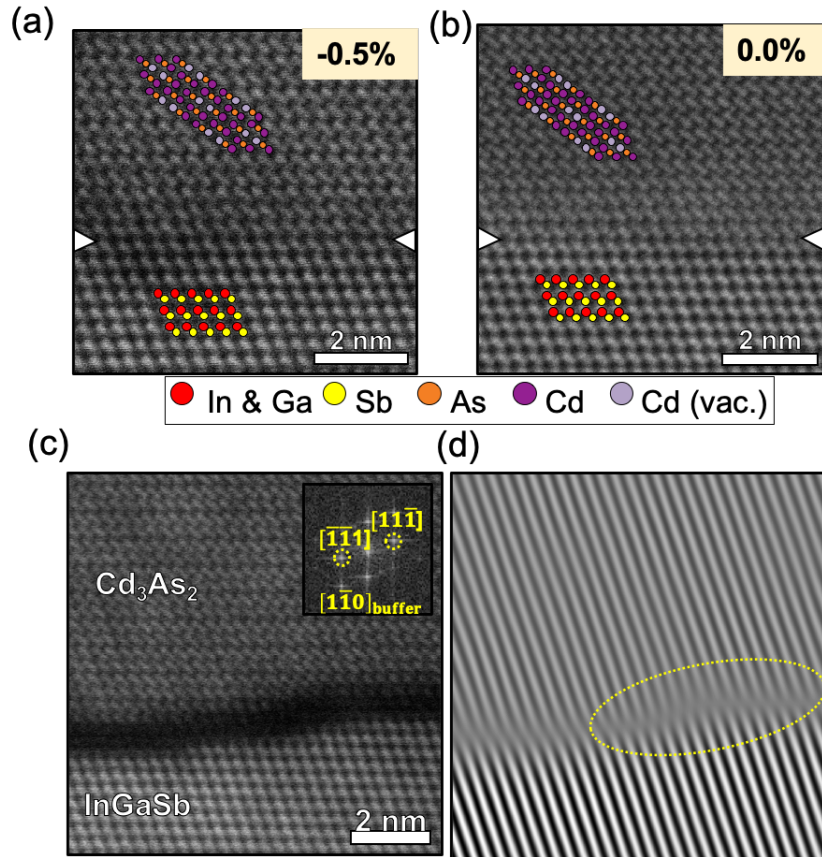 (a)
-0.5%
2 nm
(b)
0.0%
2 nm
In & Ga Sb As Cd Cd (vac.)
(c)
Cd₃As₂
[1̅1̅1]
[111̅]
[11̅0]buffer
InGaSb
2 nm
(d)